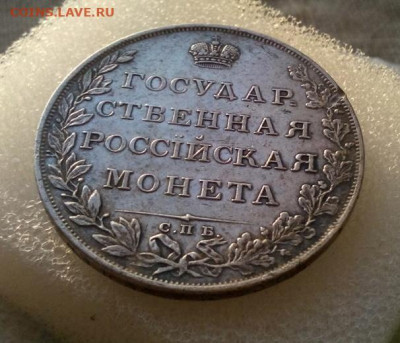 COINS.LAVE.RU
ГОСУДАР-
СТВЕННАЯ
РОССІЙСКАЯ
МОНЕТА
С.П.Б.